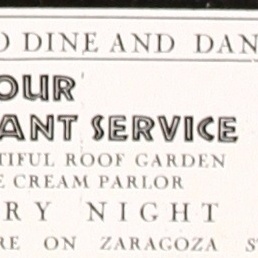 O DINE AND DAN
OUR
ANT SERVICE
TIFUL ROOF GARDEN
E CREAM PARLOR
RY NIGHT
RE ON ZARAGOZA S